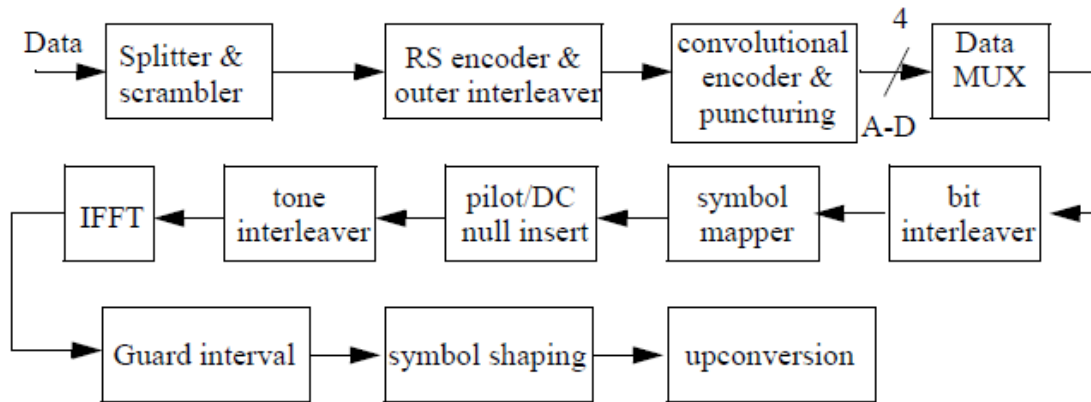 Data
Splitter &
scrambler
RS encoder &
outer interleaver
convolutional
encoder &
puncturing
4
A-D
Data
MUX
IFFT
tone
interleaver
pilot/DC
null insert
symbol
mapper
bit
interleaver
Guard interval
symbol shaping
upconversion